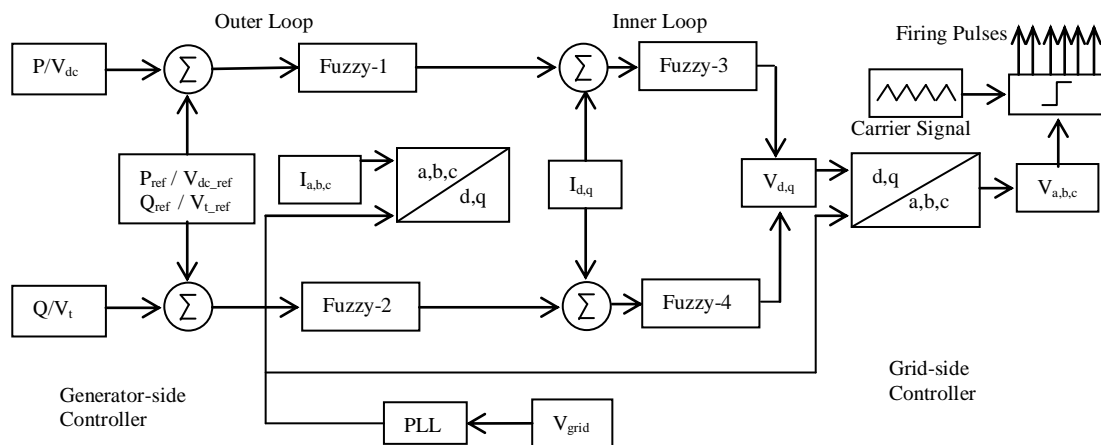 Outer Loop
Inner Loop
Firing Pulses
P/Vdc
∑
Fuzzy-1
∑
Fuzzy-3
Carrier Signal
Pref / Vdc_ref
Qref / Vt_ref
Ia,b,c
a,b,c
d,q
Id,q
Vd,q
d,q
a,b,c
Va,b,c
Q/Vt
∑
Fuzzy-2
∑
Fuzzy-4
Generator-side
Controller
PLL
Vgrid
Grid-side
Controller